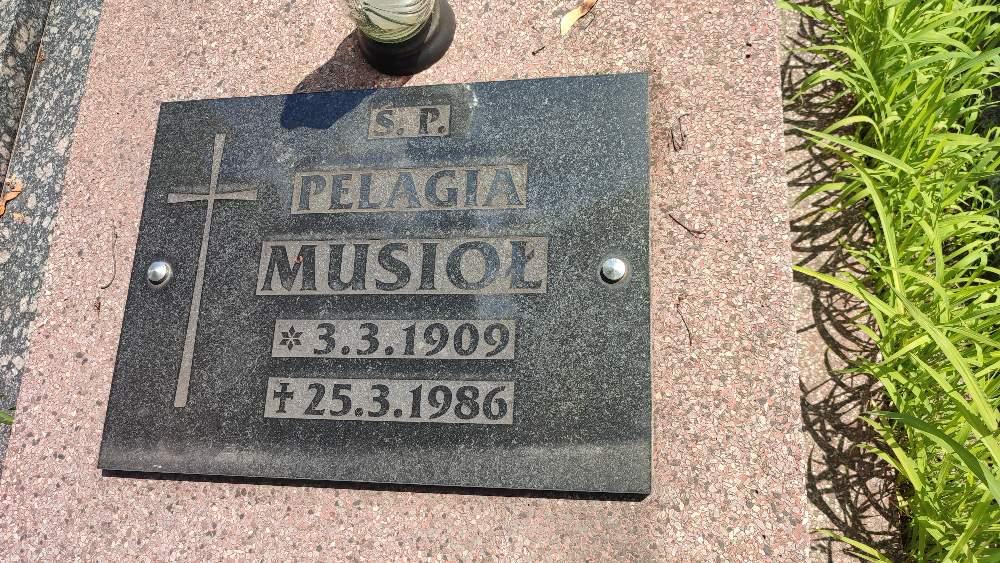 Ś. P.
PELAGIA
MUSIOŁ
* 3.3.1909
✝ 25.3.1986